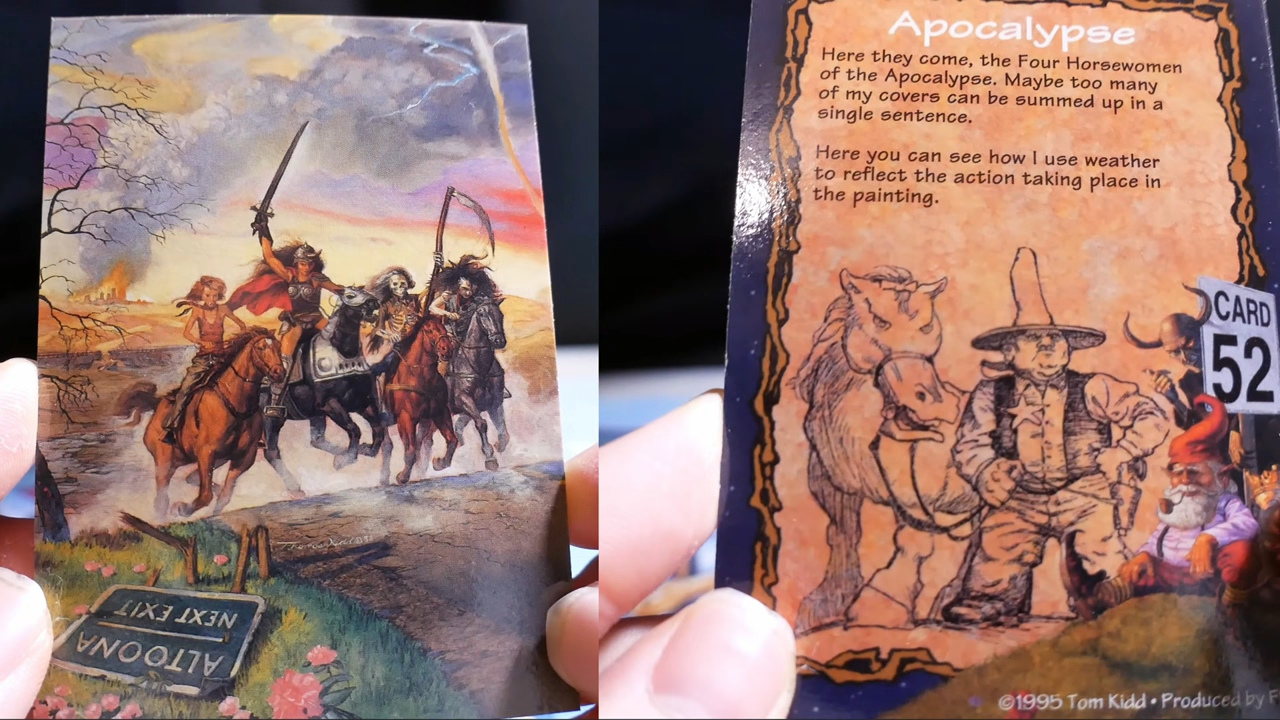 ALTOONA
NEXT EXIT
Apocalypse
Here they come, the Four Horsewomen
of the Apocalypse. Maybe too many
of my covers can be summed up in a
single sentence.
Here you can see how I use weather
to reflect the action taking place in
the painting.
CARD
52
©1995 Tom Kidd • Produced by